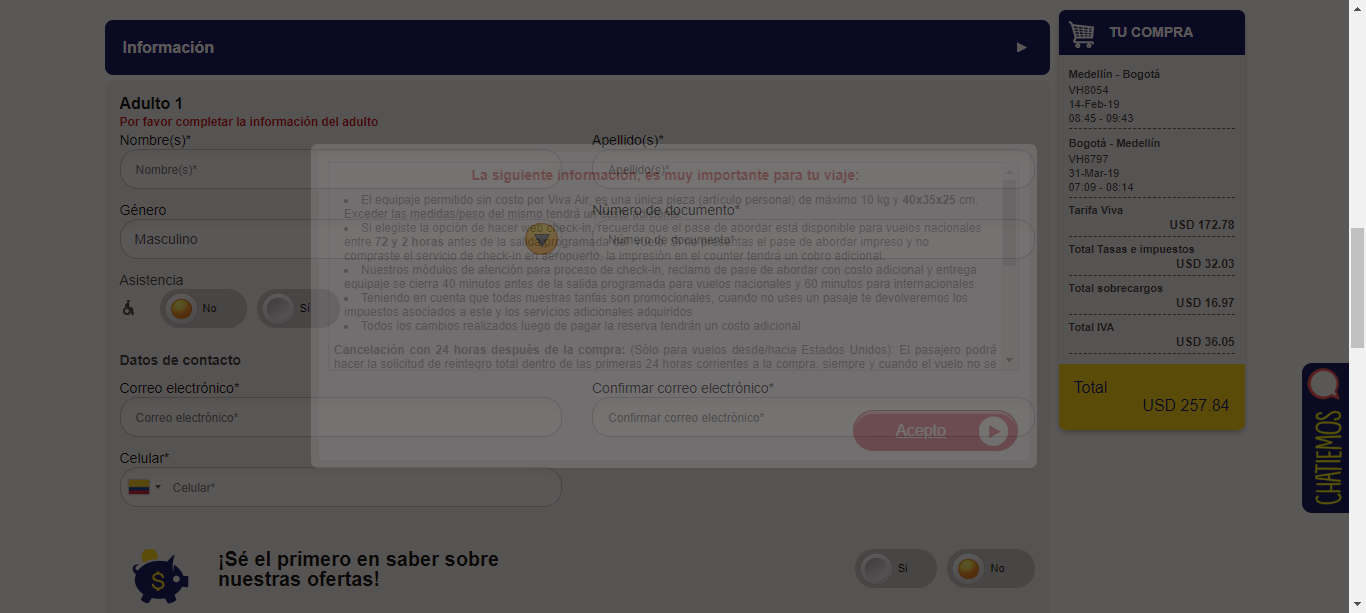 Información
TU COMPRA
Medellín - Bogotá
VH8054
14-Feb-19
08:45 - 09:43
Bogotá - Medellín
VH6797
31-Mar-19
07:09 - 08:14
Tarifa Viva
USD 172.78
Total Tasas e impuestos
USD 32.03
Total sobrecargos
USD 16.97
Total IVA
USD 36.05
Total
USD 257.84
Adulto 1
Por favor completar la información del adulto
Nombre(s)*
Apellido(s)*
Nombre(s)*
Apellido(s)*
Género
Número de documento*
Masculino
Número de documento*
Asistencia
No
Sí
Datos de contacto
Correo electrónico*
Confirmar correo electrónico*
Correo electrónico*
Confirmar correo electrónico*
Celular*
Celular*
¡Sé el primero en saber sobre
nuestras ofertas!
Si
No
La siguiente información, es muy importante para tu viaje:
• El equipaje permitido sin costo por Viva Air, es una única pieza (artículo personal) de máximo 10 kg y 40x35x25 cm.
Exceder las medidas/peso del mismo tendrá un costo adicional.
• Si elegiste la opción de hacer web check-in, recuerda que el pase de abordar está disponible para vuelos nacionales
entre 72 y 2 horas antes de la salida programada del vuelo. Si no presentas el pase de abordar impreso y no
compraste el servicio de check-in en aeropuerto, la impresión en el counter tendrá un cobro adicional.
• Nuestros módulos de atención para proceso de check-in, reclamo de pase de abordar con costo adicional y entrega
equipaje se cierra 40 minutos antes de la salida programada para vuelos nacionales y 60 minutos para internacionales.
• Teniendo en cuenta que todas nuestras tarifas son promocionales, cuando no uses un pasaje te devolveremos los
impuestos asociados a este y los servicios adicionales adquiridos.
• Todos los cambios realizados luego de pagar la reserva tendrán un costo adicional
Cancelación con 24 horas después de la compra: (Sólo para vuelos desde/hacia Estados Unidos): El pasajero podrá
hacer la solicitud de reintegro total dentro de las primeras 24 horas corrientes a la compra, siempre y cuando el vuelo no se
Acepto
CHATIEMOS